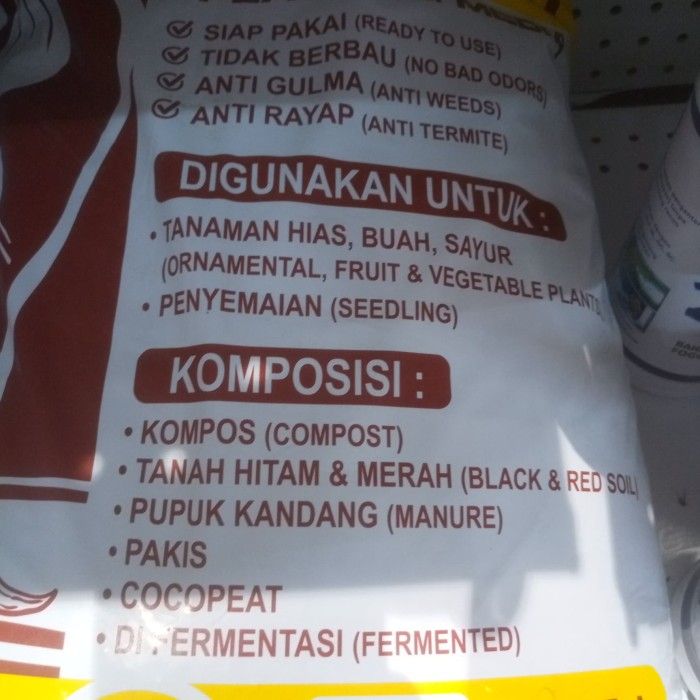 SIAP PAKAI (READY TO USE)
TIDAK BERBAU (NO BAD ODORS)
ANTI GULMA (ANTI WEEDS)
ANTI RAYAP (ANTI TERMITE)
DIGUNAKAN UNTUK :
• TANAMAN HIAS, BUAH, SAYUR
(ORNAMENTAL, FRUIT & VEGETABLE PLANTS)
• PENYEMAIAN (SEEDLING)
KOMPOSISI :
• KOMPOS (COMPOST)
• TANAH HITAM & MERAH (BLACK & RED SOIL)
• PUPUK KANDANG (MANURE)
• PAKIS
• COCOPEAT
• DI FERMENTASI (FERMENTED)